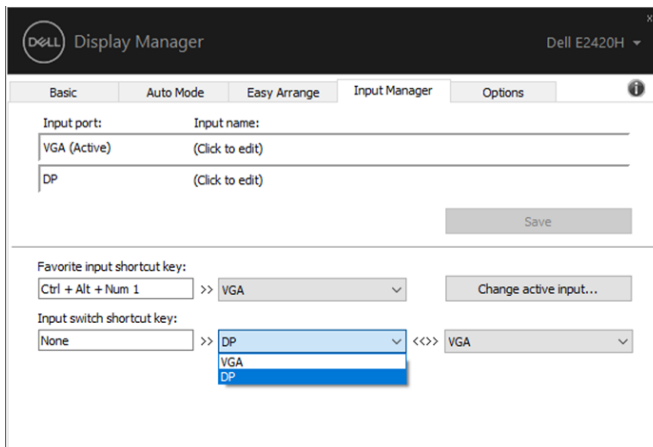 x
DELL Display Manager Dell E2420H
Basic Auto Mode Easy Arrange Input Manager Options i
Input port: Input name:
VGA (Active) (Click to edit)
DP (Click to edit)
Save
Favorite input shortcut key:
Ctrl + Alt + Num 1 >> VGA Change active input...
Input switch shortcut key:
None >> DP <<>> VGA
VGA
DP